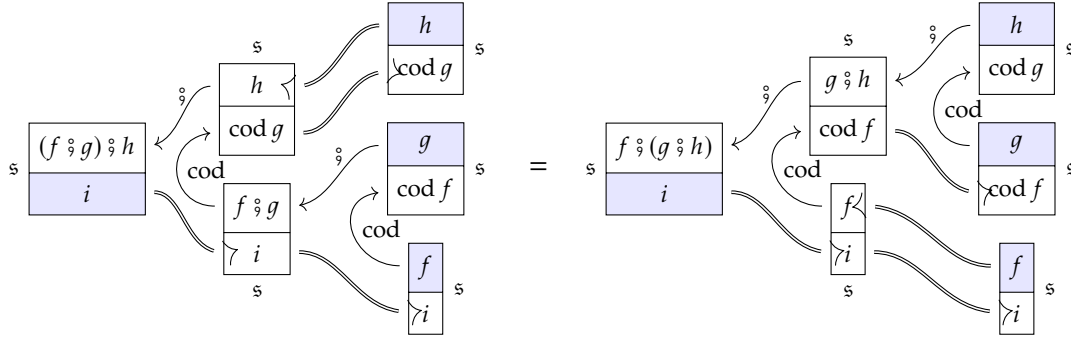 h
𝔰
cod g
𝔰
h
cod g
⨟
cod
(f ⨟ g) ⨟ h
i
𝔰
g
cod f
𝔰
⨟
f ⨟ g
i
𝔰
cod
f
i
𝔰
=
h
cod g
𝔰
⨟
𝔰
g ⨟ h
cod f
⨟
cod
cod
f ⨟ (g ⨟ h)
i
𝔰
g
cod f
𝔰
f
i
𝔰
f
i
𝔰